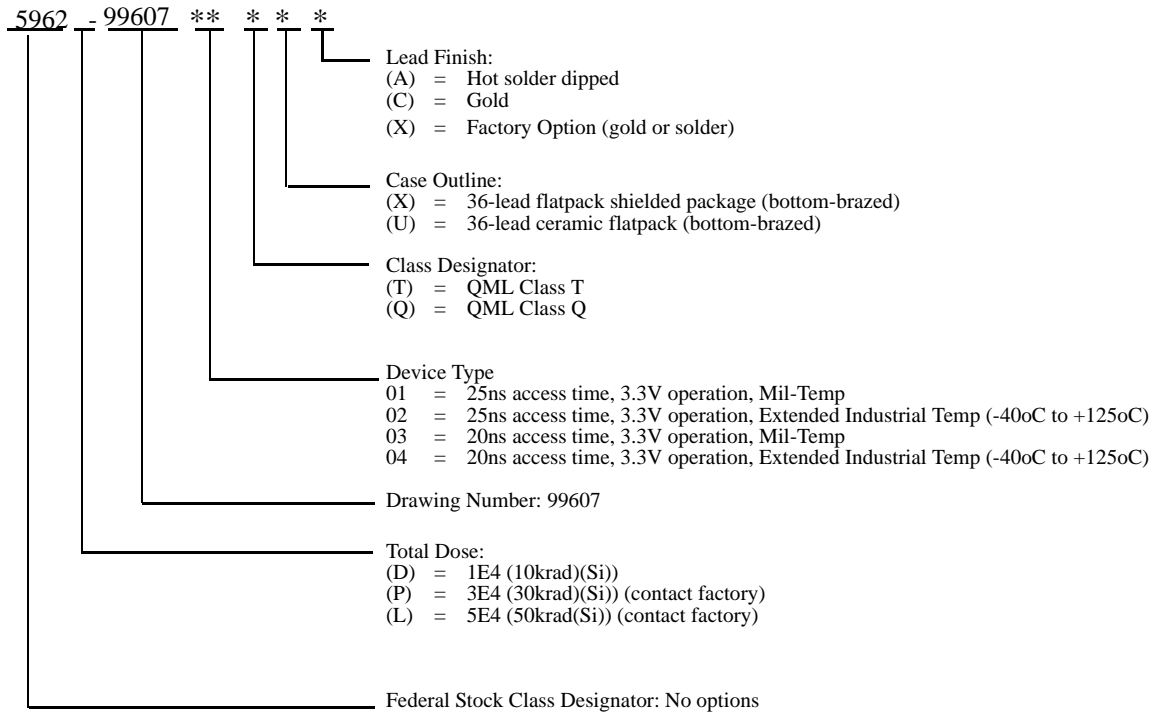 5962 - 99607 ** * * *
Lead Finish:
(A) = Hot solder dipped
(C) = Gold
(X) = Factory Option (gold or solder)
Case Outline:
(X) = 36-lead flatpack shielded package (bottom-brazed)
(U) = 36-lead ceramic flatpack (bottom-brazed)
Class Designator:
(T) = QML Class T
(Q) = QML Class Q
Device Type
01 = 25ns access time, 3.3V operation, Mil-Temp
02 = 25ns access time, 3.3V operation, Extended Industrial Temp (-40oC to +125oC)
03 = 20ns access time, 3.3V operation, Mil-Temp
04 = 20ns access time, 3.3V operation, Extended Industrial Temp (-40oC to +125oC)
Drawing Number: 99607
Total Dose:
(D) = 1E4 (10krad)(Si))
(P) = 3E4 (30krad)(Si)) (contact factory)
(L) = 5E4 (50krad(Si)) (contact factory)
Federal Stock Class Designator: No options